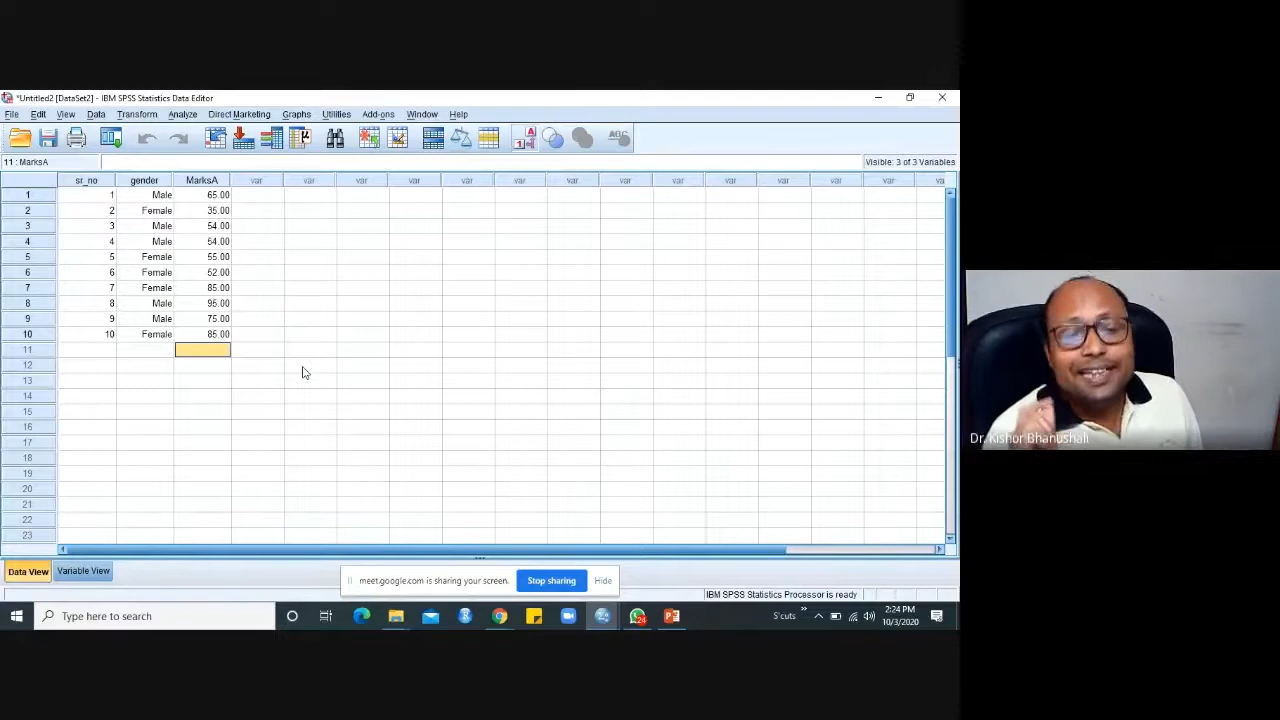 *Untitled2 [DataSet2] - IBM SPSS Statistics Data Editor
File Edit View Data Transform Analyze Direct Marketing Graphs Utilities Add-ons Window Help
11 : MarksA Visible: 3 of 3 Variables
sr_no gender MarksA var var var var var var var var var var var var var va
1 1 Male 65.00
2 2 Female 35.00
3 3 Male 54.00
4 4 Male 54.00
5 5 Female 55.00
6 6 Female 52.00
7 7 Female 85.00
8 8 Male 95.00
9 9 Male 75.00
10 10 Female 85.00
11
12
13
14
15
16
17
18
19
20
21
22
23
Data View Variable View
meet.google.com is sharing your screen. Stop sharing Hide
IBM SPSS Statistics Processor is ready
Type here to search
24
S'cuts
2:24 PM
10/3/2020
Dr. Kishor Bhanushali